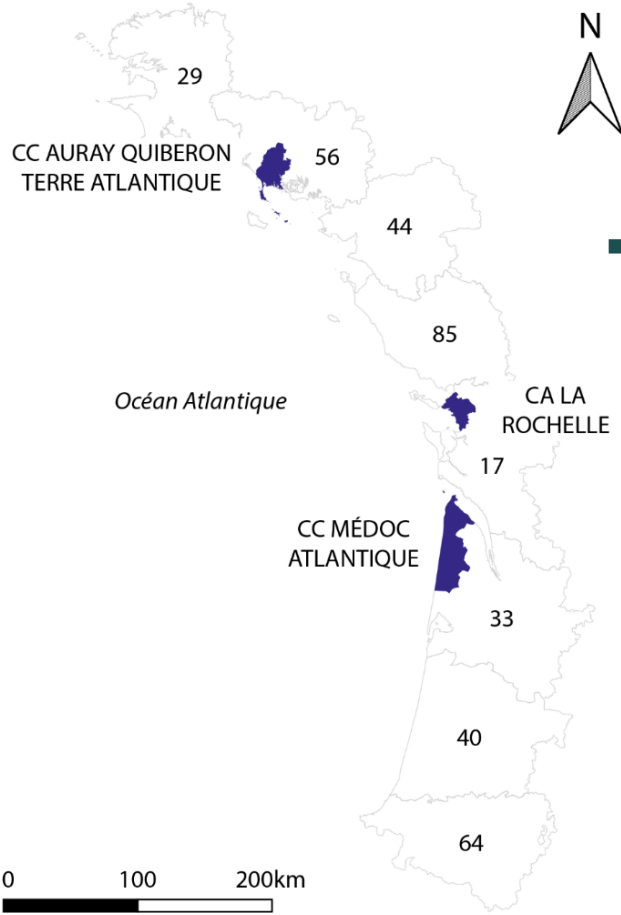 N
29
CC AURAY QUIBERON
TERRE ATLANTIQUE
56
44
85
Océan Atlantique
CA LA
ROCHELLE
17
CC MÉDOC
ATLANTIQUE
33
40
64
0 100 200km